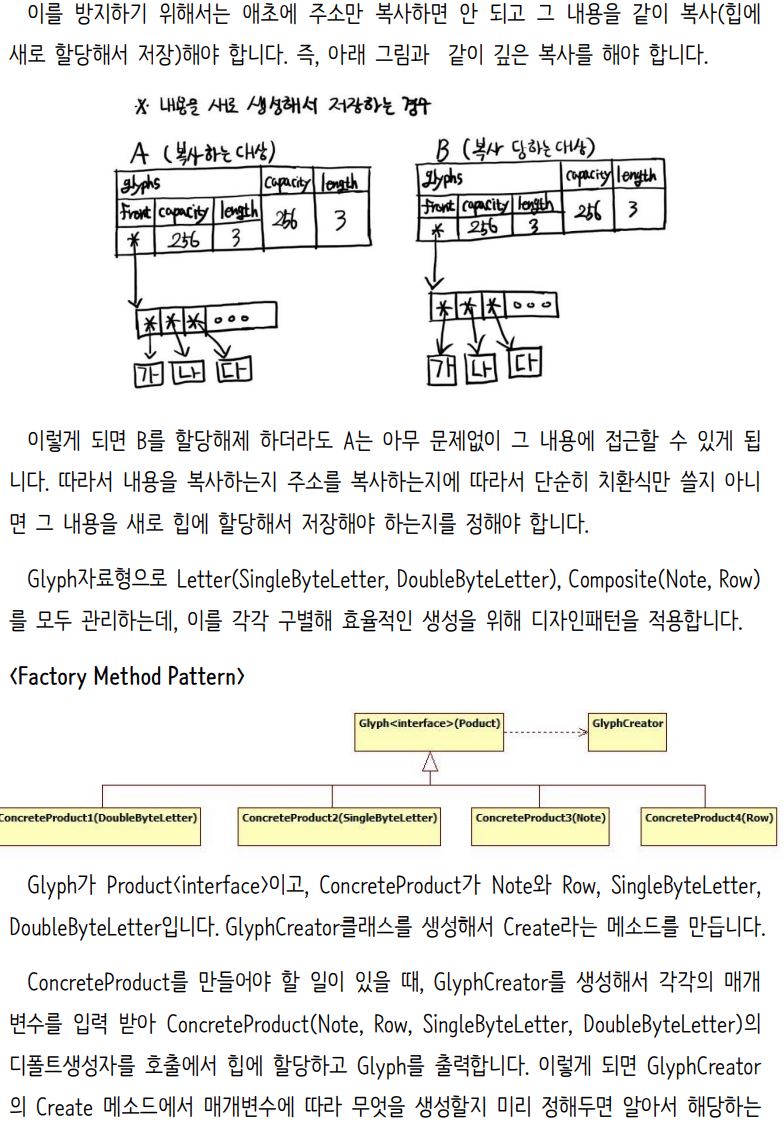 이를 방지하기 위해서는 애초에 주소만 복사하면 안 되고 그 내용을 같이 복사(힙에
새로 할당해서 저장)해야 합니다. 즉, 아래 그림과 같이 깊은 복사를 해야 합니다.
※ 내용을 새로 생성해서 저장하는 경우
A (복사하는 대상)
glyphs capacity length
front capacity length 256 3
* 256 3
* * * ○○○
가 나 다
B (복사 당하는 대상)
glyphs capacity length
front capacity length 256 3
* 256 3
* * * ○○○
가 나 다
이렇게 되면 B를 할당해제 하더라도 A는 아무 문제없이 그 내용에 접근할 수 있게 됩
니다. 따라서 내용을 복사하는지 주소를 복사하는지에 따라서 단순히 치환식만 쓸지 아니
면 그 내용을 새로 힙에 할당해서 저장해야 하는지를 정해야 합니다.
Glyph자료형으로 Letter(SingleByteLetter, DoubleByteLetter), Composite(Note, Row)
를 모두 관리하는데, 이를 각각 구별해 효율적인 생성을 위해 디자인패턴을 적용합니다.
<Factory Method Pattern>
Glyph<interface>(Poduct)
GlyphCreator
ConcreteProduct1(DoubleByteLetter)
ConcreteProduct2(SingleByteLetter)
ConcreteProduct3(Note)
ConcreteProduct4(Row)
Glyph가 Product<interface>이고, ConcreteProduct가 Note와 Row, SingleByteLetter,
DoubleByteLetter입니다. GlyphCreator클래스를 생성해서 Create라는 메소드를 만듭니다.
ConcreteProduct를 만들어야 할 일이 있을 때, GlyphCreator를 생성해서 각각의 매개
변수를 입력 받아 ConcreteProduct(Note, Row, SingleByteLetter, DoubleByteLetter)의
디폴트생성자를 호출에서 힙에 할당하고 Glyph를 출력합니다. 이렇게 되면 GlyphCreator
의 Create 메소드에서 매개변수에 따라 무엇을 생성할지 미리 정해두면 알아서 해당하는